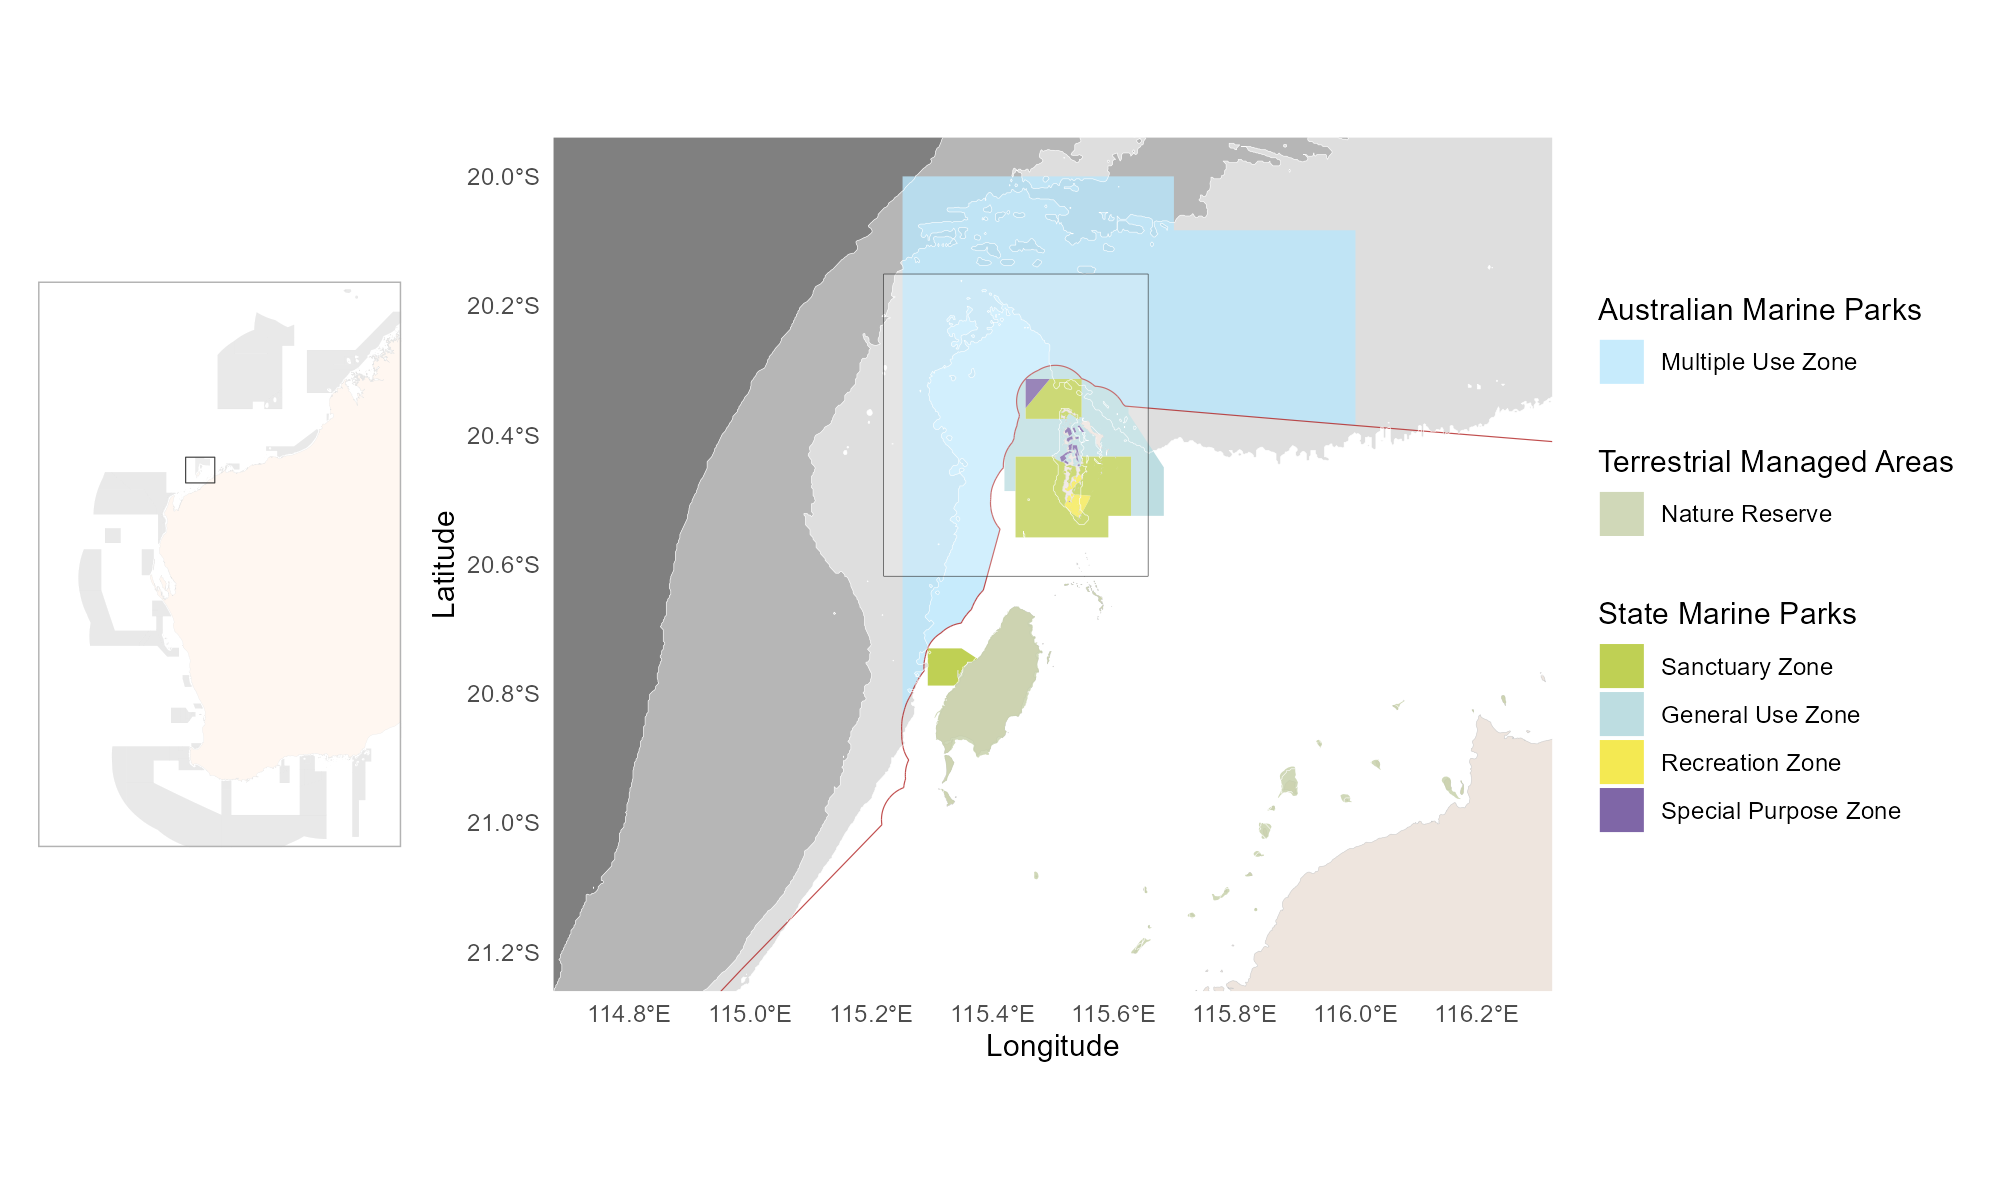 20.0°S
20.2°S
20.4°S
20.6°S
20.8°S
21.0°S
21.2°S
Latitude
114.8°E 115.0°E 115.2°E 115.4°E 115.6°E 115.8°E 116.0°E 116.2°E
Longitude
Australian Marine Parks
Multiple Use Zone
Terrestrial Managed Areas
Nature Reserve
State Marine Parks
Sanctuary Zone
General Use Zone
Recreation Zone
Special Purpose Zone